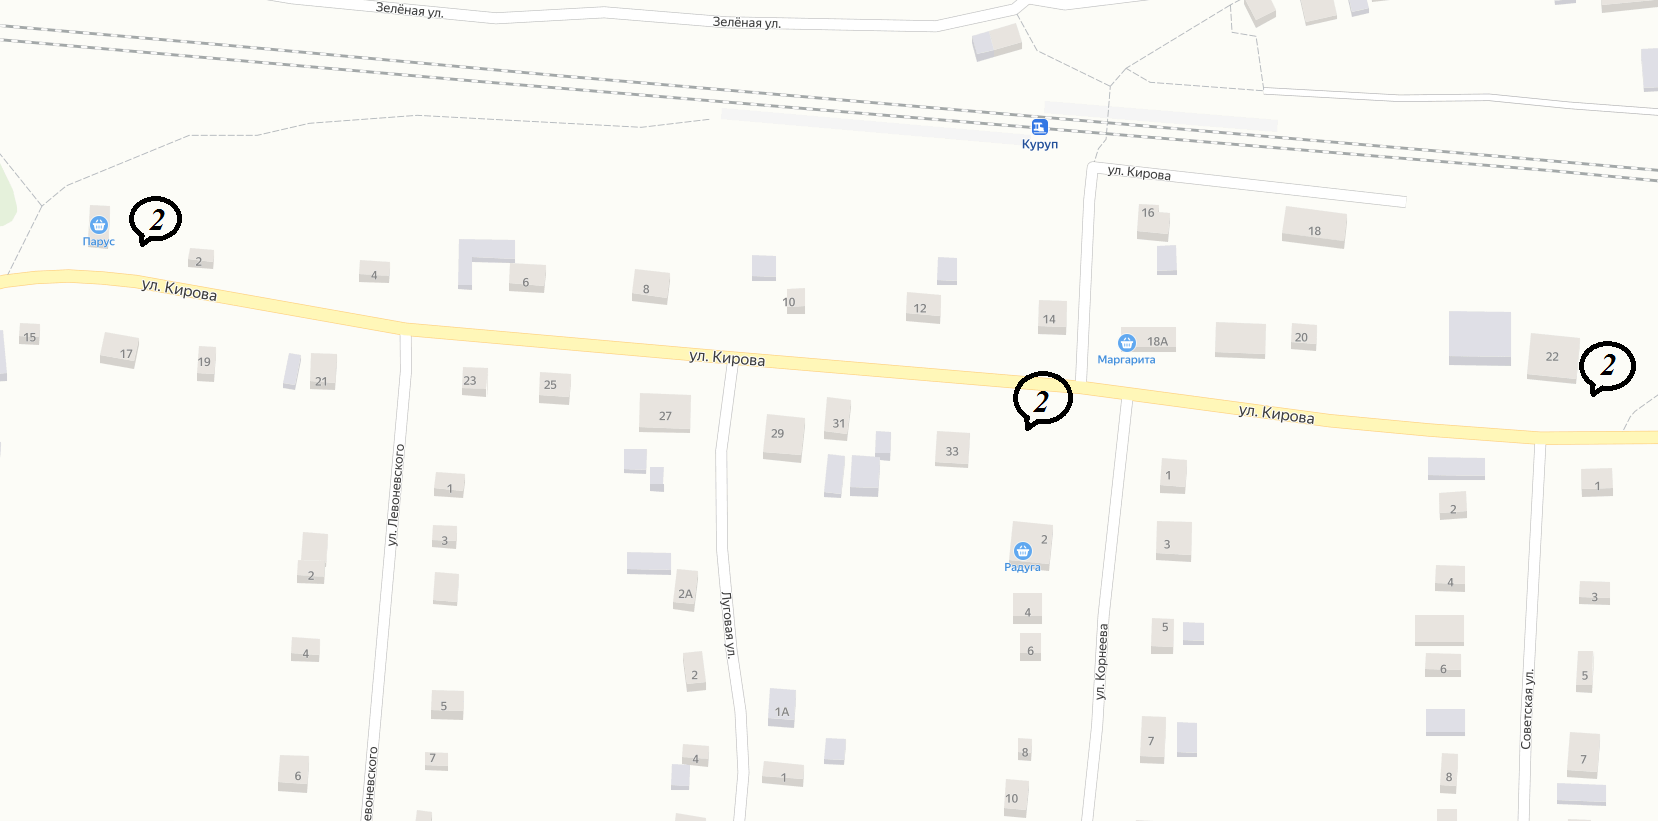 Зелёная ул.
Зелёная ул.
Куруп
ул. Кирова
16
18
Парус
2
2
4
6
8
10
12
14
18А
Маргарита
20
22
2
ул. Кирова
ул. Кирова
ул. Кирова
15
17
19
21
23
25
27
29
31
33
2
1
2
1
ул. Левоневского
1
3
2
4
5
7
6
2А
Луговая ул.
2
1А
4
1
2
Радуга
4
6
8
10
ул. Корнеева
3
5
7
4
6
8
Советская ул.
3
5
7
евоневского